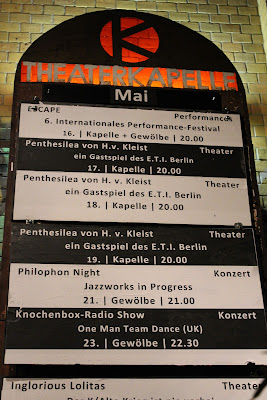 THEATERKAPELLE
Mai
ESCAPE Performances
6. Internationales Performance-Festival
16. | Kapelle + Gewölbe | 20.00
Penthesilea von H.v. Kleist Theater
ein Gastspiel des E.T.I. Berlin
17. | Kapelle | 20.00
Penthesilea von H.v. Kleist Theater
ein Gastspiel des E.T.I. Berlin
18. | Kapelle | 20.00
Penthesilea von H. v. Kleist Theater
ein Gastspiel des E.T.I. Berlin
19. | Kapelle | 20.00
Philophon Night Konzert
Jazzworks in Progress
21. | Gewölbe | 21.00
Knochenbox-Radio Show Konzert
One Man Team Dance (UK)
23. | Gewölbe | 22.30
Inglorious Lolitas Theater